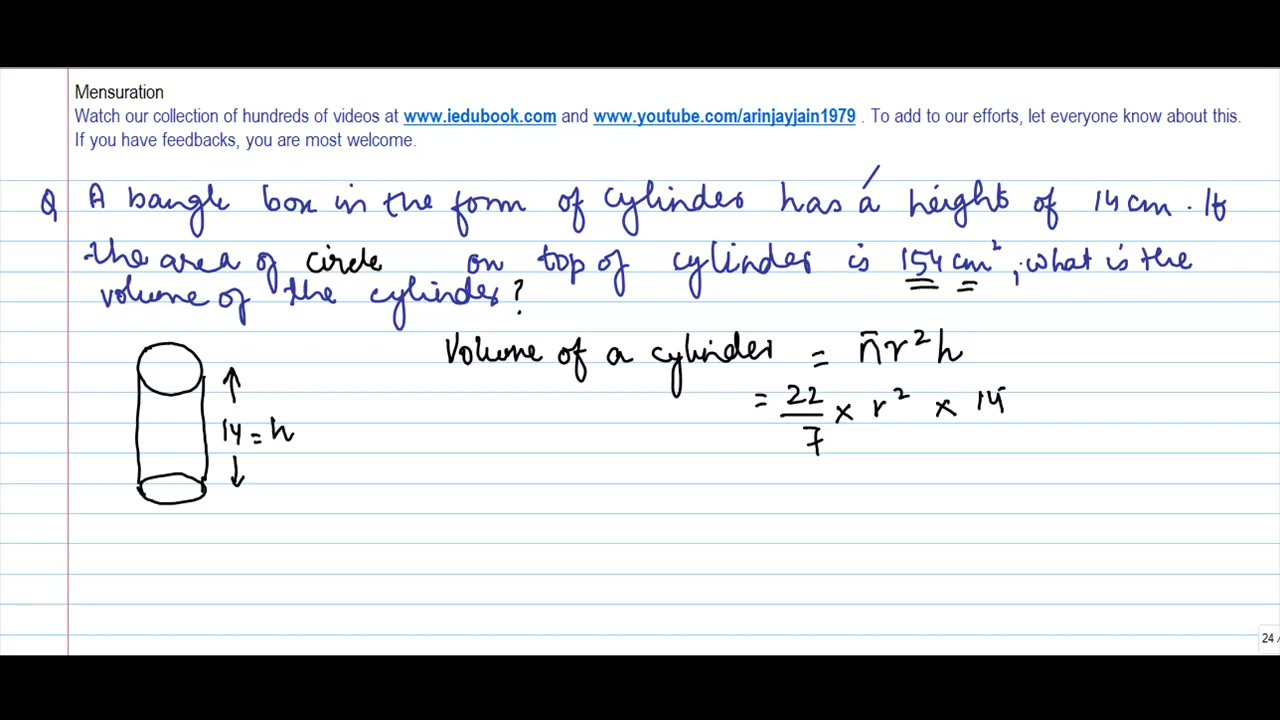 Mensuration
Watch our collection of hundreds of videos at www.iedubook.com and www.youtube.com/arinjayjain1979 . To add to our efforts, let everyone know about this.
If you have feedbacks, you are most welcome.
Q A bangle box in the form of cylinder has a height of 14 cm. If
the area of circle on top of cylinder is 154 cm², what is the
volume of the cylinder?
Volume of a cylinder = πr²h
= 22/7 × r² × 14
14 = h
24/